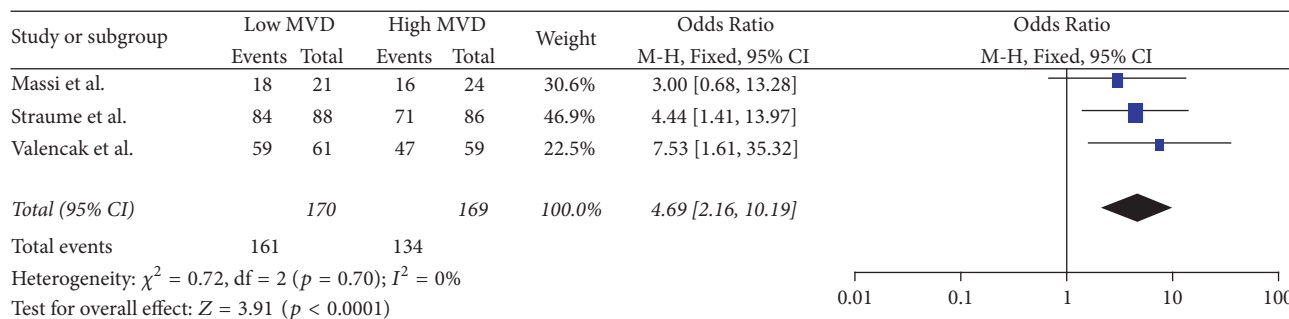 Study or subgroup Low MVD High MVD Weight Odds Ratio Odds Ratio
Events Total Events Total M-H, Fixed, 95% CI M-H, Fixed, 95% CI
Massi et al. 18 21 16 24 30.6% 3.00 [0.68, 13.28]
Straume et al. 84 88 71 86 46.9% 4.44 [1.41, 13.97]
Valencak et al. 59 61 47 59 22.5% 7.53 [1.61, 35.32]
Total (95% CI) 170 169 100.0% 4.69 [2.16, 10.19]
Total events 161 134
Heterogeneity: χ² = 0.72, df = 2 (p = 0.70); I² = 0%
Test for overall effect: Z = 3.91 (p < 0.0001)
0.01 0.1 1 10 100